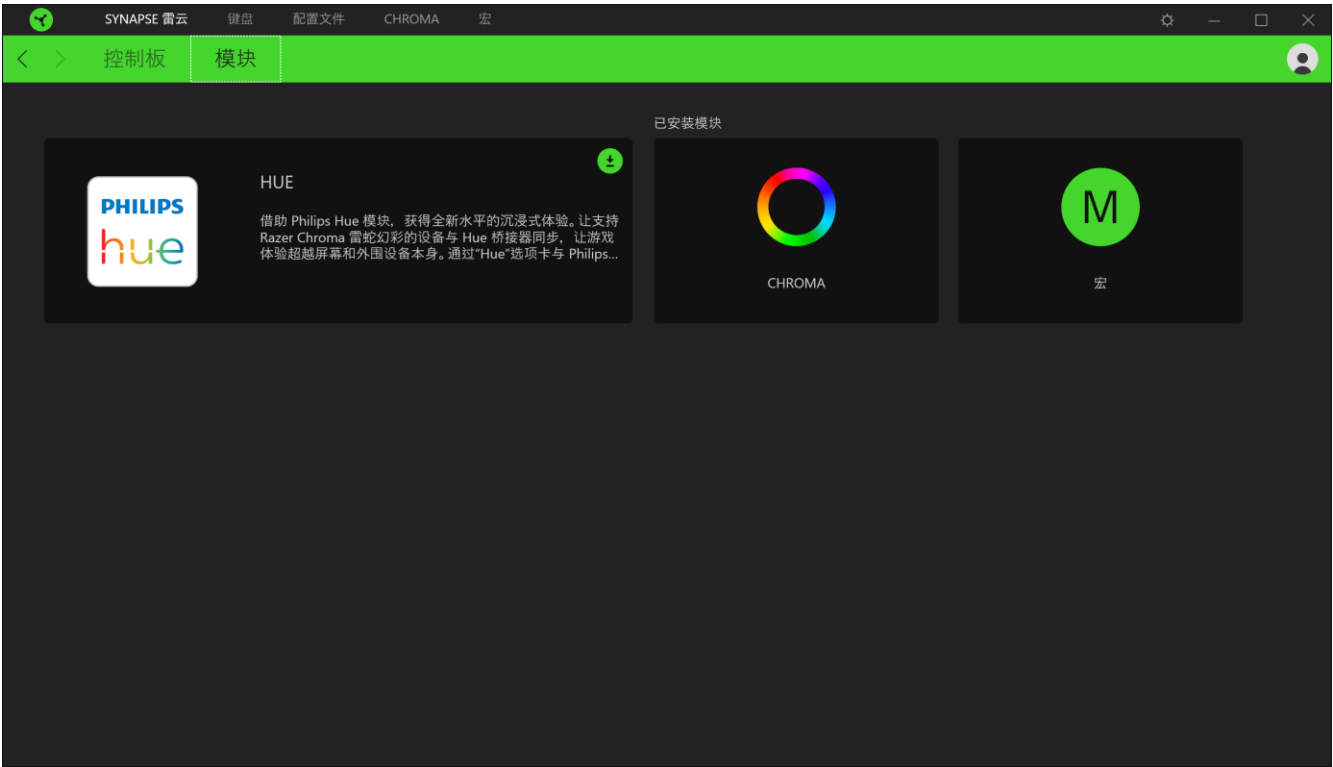 SYNAPSE 雷云 键盘 配置文件 CHROMA 宏
控制板 模块
已安装模块
PHILIPS
hue
HUE
借助 Philips Hue 模块，获得全新水平的沉浸式体验。让支持
Razer Chroma 雷蛇幻彩的设备与 Hue 桥接器同步，让游戏
体验超越屏幕和外围设备本身。通过“Hue”选项卡与 Philips...
CHROMA
M
宏